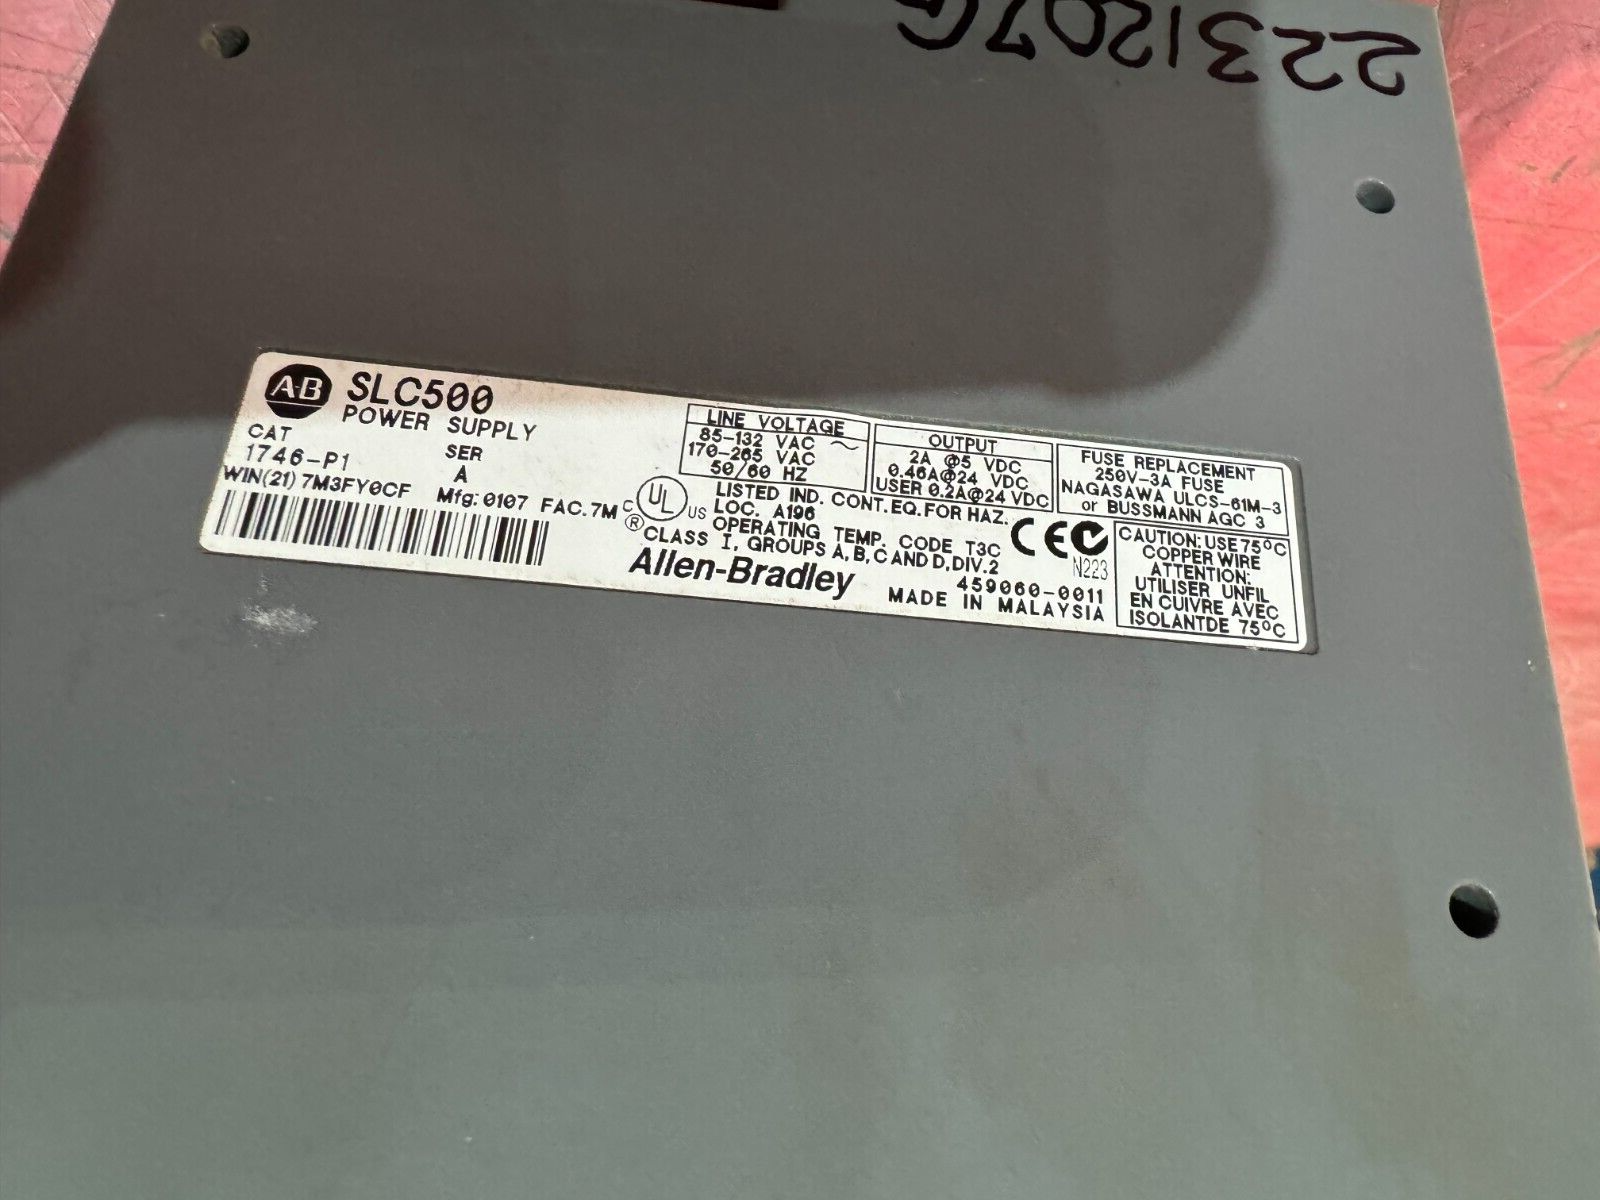 2231207G
A-B SLC500
POWER SUPPLY
CAT SER
1746-P1 A
WIN(21) 7M3FY0CF Mfg: 0107 FAC. 7M
LINE VOLTAGE
85-132 VAC ~
170-265 VAC
50/60 HZ
OUTPUT
2A @5 VDC
0.46A@24 VDC
USER 0.2A@24 VDC
FUSE REPLACEMENT
250V-3A FUSE
NAGASAWA ULCS-61M-3
or BUSSMANN AGC 3
C UL US ®
LISTED IND. CONT. EQ. FOR HAZ.
LOC. A196
OPERATING TEMP. CODE T3C
CLASS I, GROUPS A, B, C AND D, DIV.2
CE
N223
Allen-Bradley
459060-0011
MADE IN MALAYSIA
CAUTION: USE 75°C
COPPER WIRE
ATTENTION:
UTILISER UNFIL
EN CUIVRE AVEC
ISOLANTDE 75°C